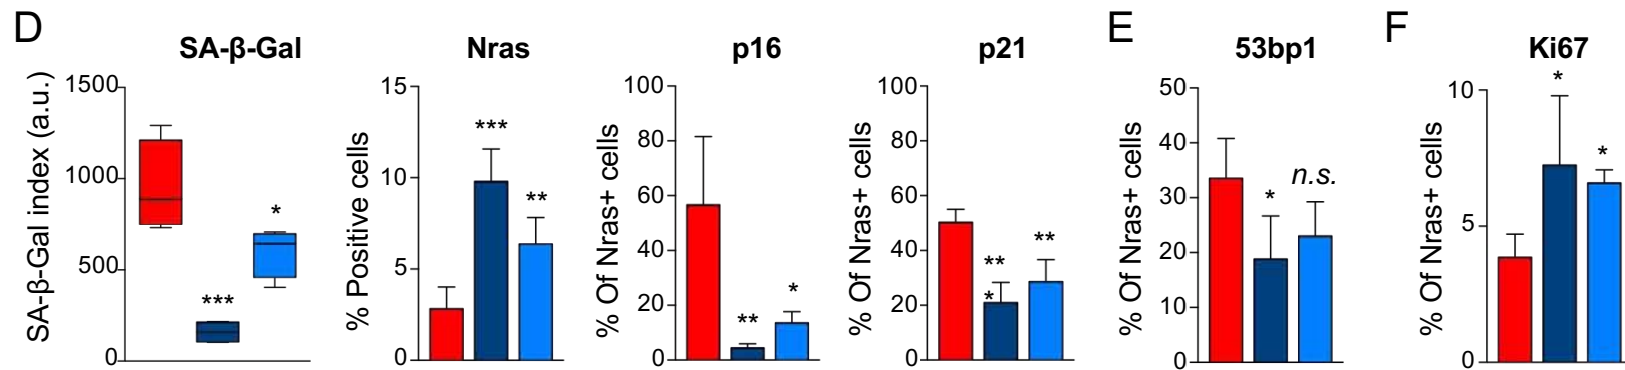 D
SA-β-Gal
SA-β-Gal index (a.u.)
1500
1000
500
0
***
*
Nras
% Positive cells
15
10
5
0
***
**
p16
% Of Nras+ cells
100
80
60
40
20
0
**
*
p21
% Of Nras+ cells
100
80
60
40
20
0
**
*
**
E
53bp1
% Of Nras+ cells
50
40
30
20
10
0
*
n.s.
F
Ki67
% Of Nras+ cells
10
5
0
*
*